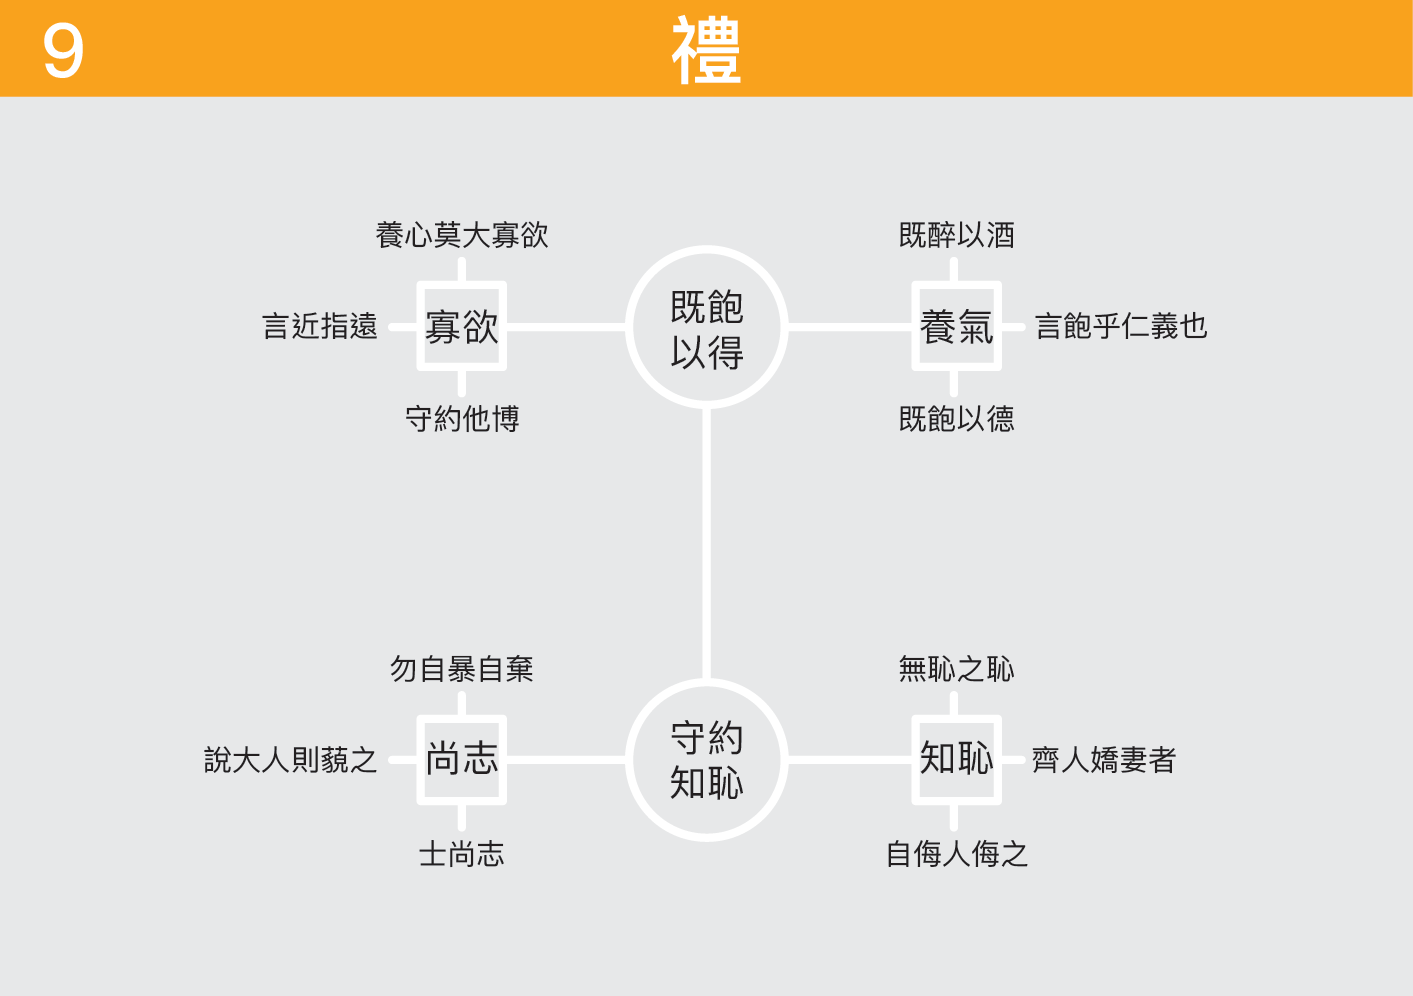 9
禮
養心莫大寡欲
既醉以酒
言近指遠
寡欲
既飽
以得
養氣
言飽乎仁義也
守約他博
既飽以德
勿自暴自棄
無恥之恥
說大人則藐之
尚志
守約
知恥
知恥
齊人嬌妻者
士尚志
自侮人侮之